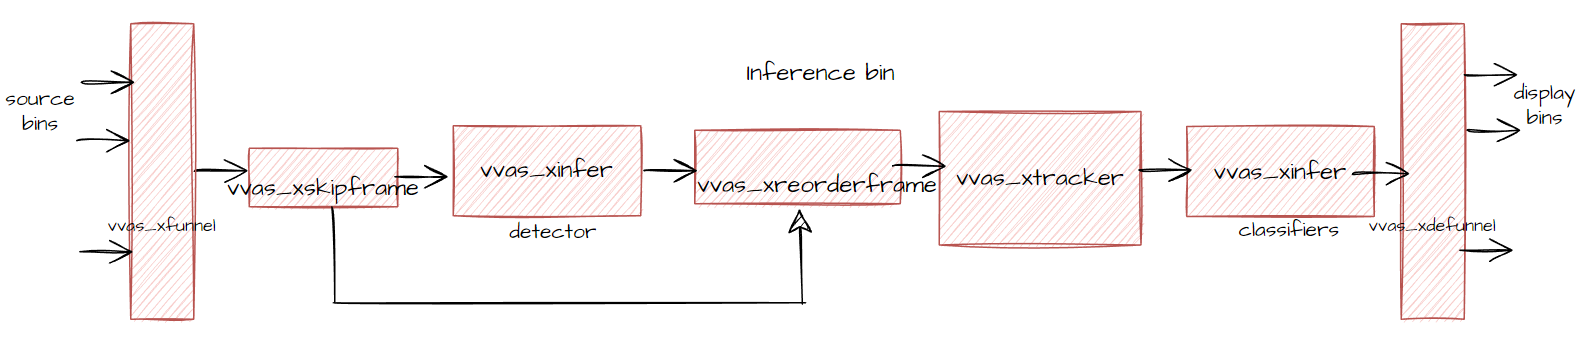 Inference bin
source
bins
vvas_xfunnel
vvas_xskipframe
vvas_xinfer
detector
vvas_xreorderframe
vvas_xtracker
vvas_xinfer
classifiers
vvas_xdefunnel
display
bins